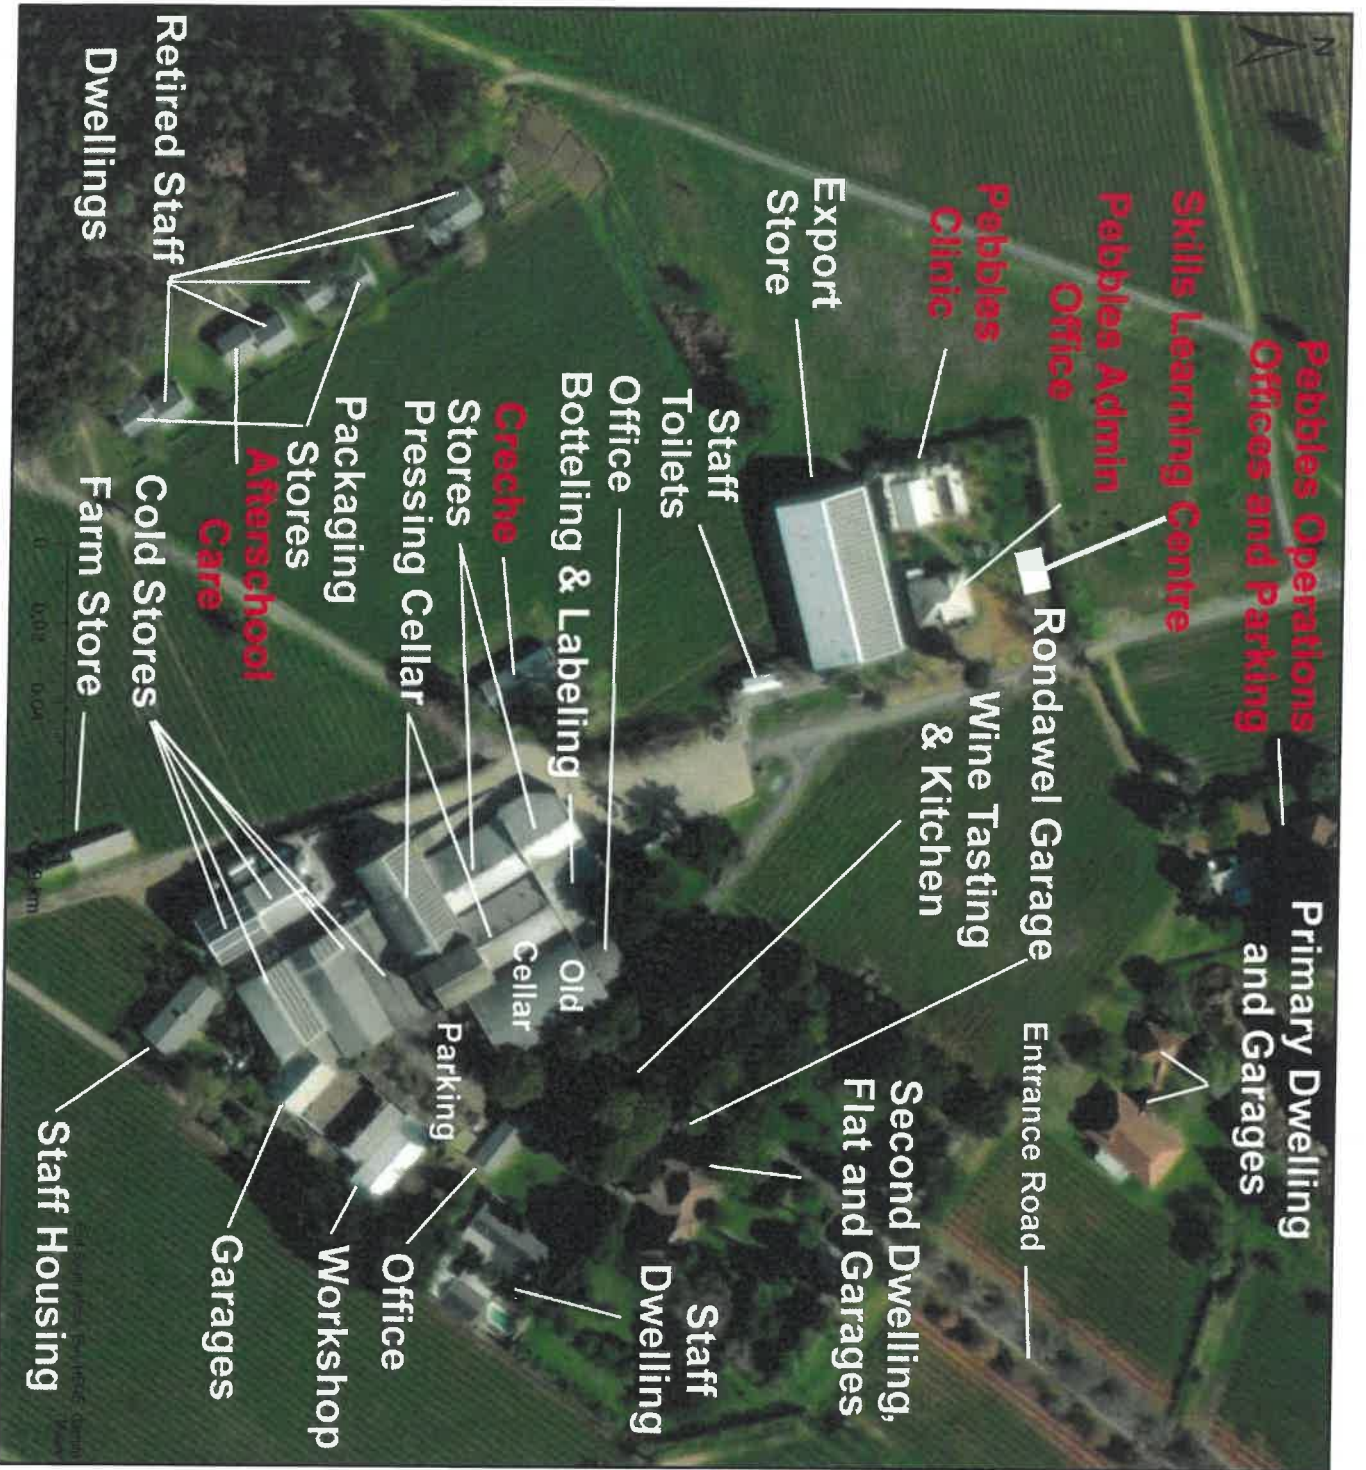 N
Pebbles Operations
Offices and Parking
Primary Dwelling
and Garages
Skills Learning Centre
Pebbles Admin
Office
Rondawel Garage
Entrance Road
Pebbles
Clinic
Wine Tasting
& Kitchen
Second Dwelling,
Flat and Garages
Export
Store
Staff
Toilets
Staff
Dwelling
Office
Botteling & Labeling
Old
Cellar
Creche
Stores
Pressing Cellar
Parking
Office
Packaging
Stores
Workshop
Afterschool
Care
Garages
Retired Staff
Dwellings
Cold Stores
Farm Store
Staff Housing